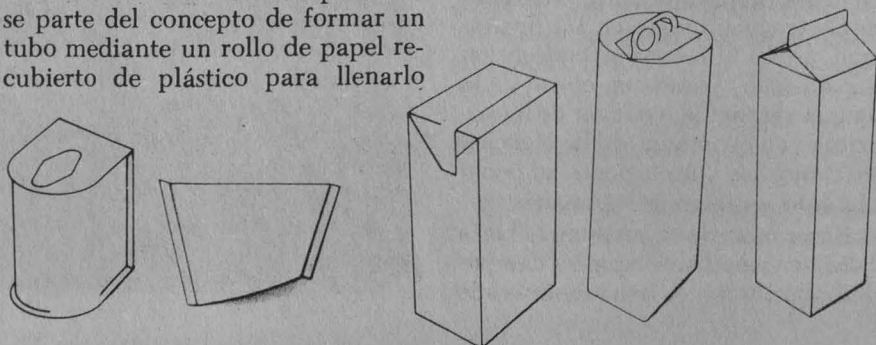 se parte del concepto de formar un
tubo mediante un rollo de papel re-
cubierto de plástico para llenarlo